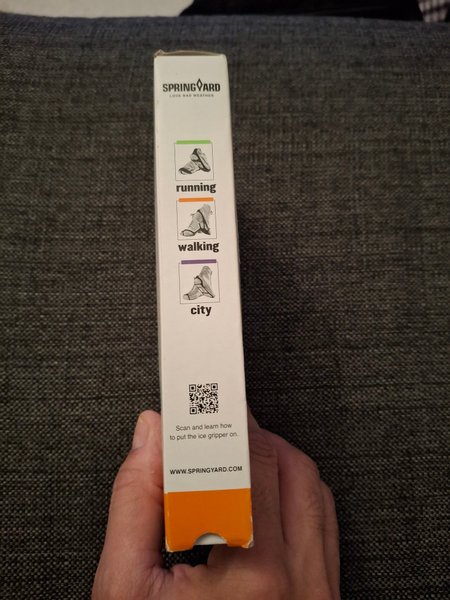 SPRINGYARD
LOVE BAD WEATHER
running
walking
city
Scan and learn how
to put the ice gripper on.
WWW.SPRINGYARD.COM